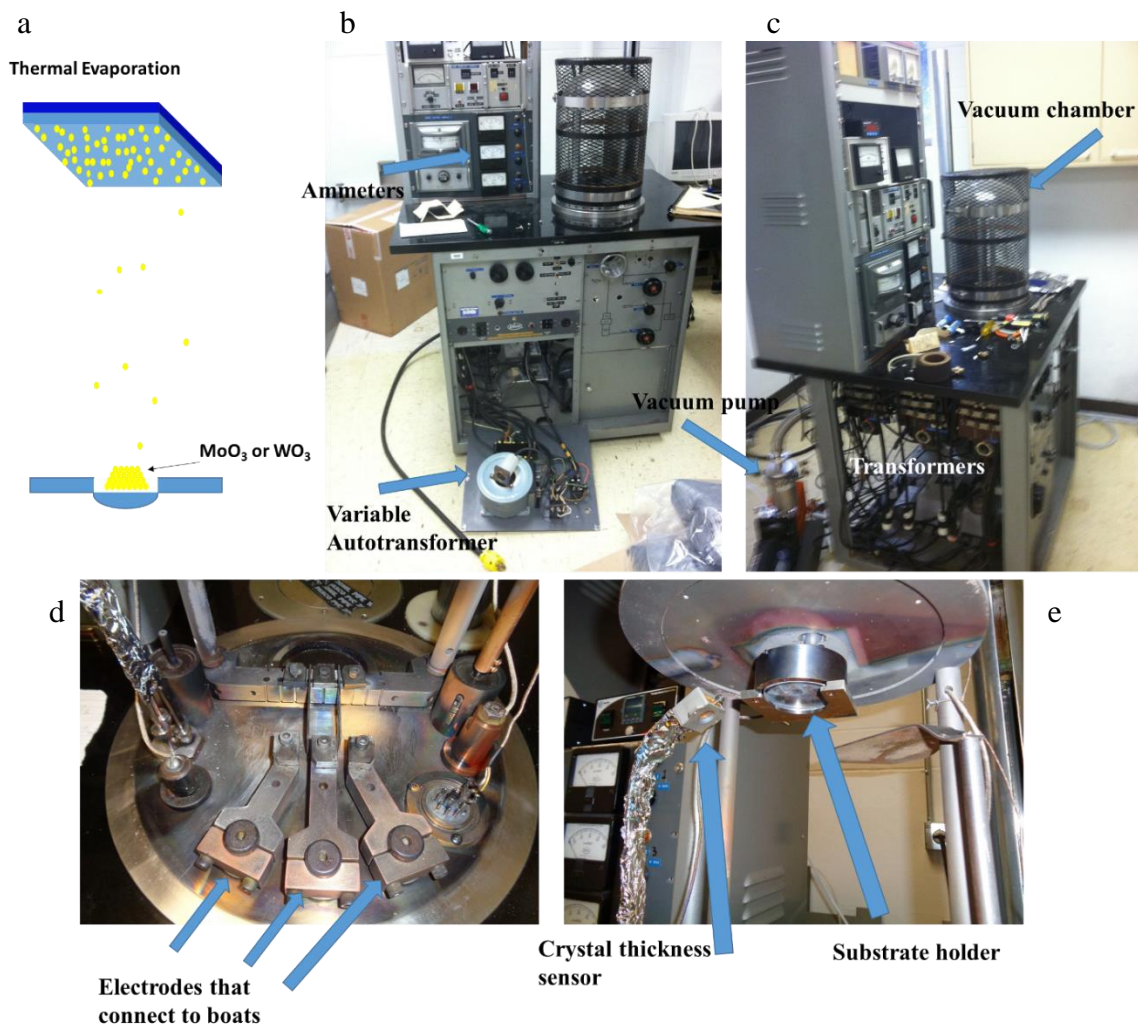 a
b
c
Thermal Evaporation
Vacuum chamber
Ammeters
Vacuum pump
MoO₃ or WO₃
Transformers
Variable
Autotransformer
d
e
Crystal thickness
sensor
Substrate holder
Electrodes that
connect to boats